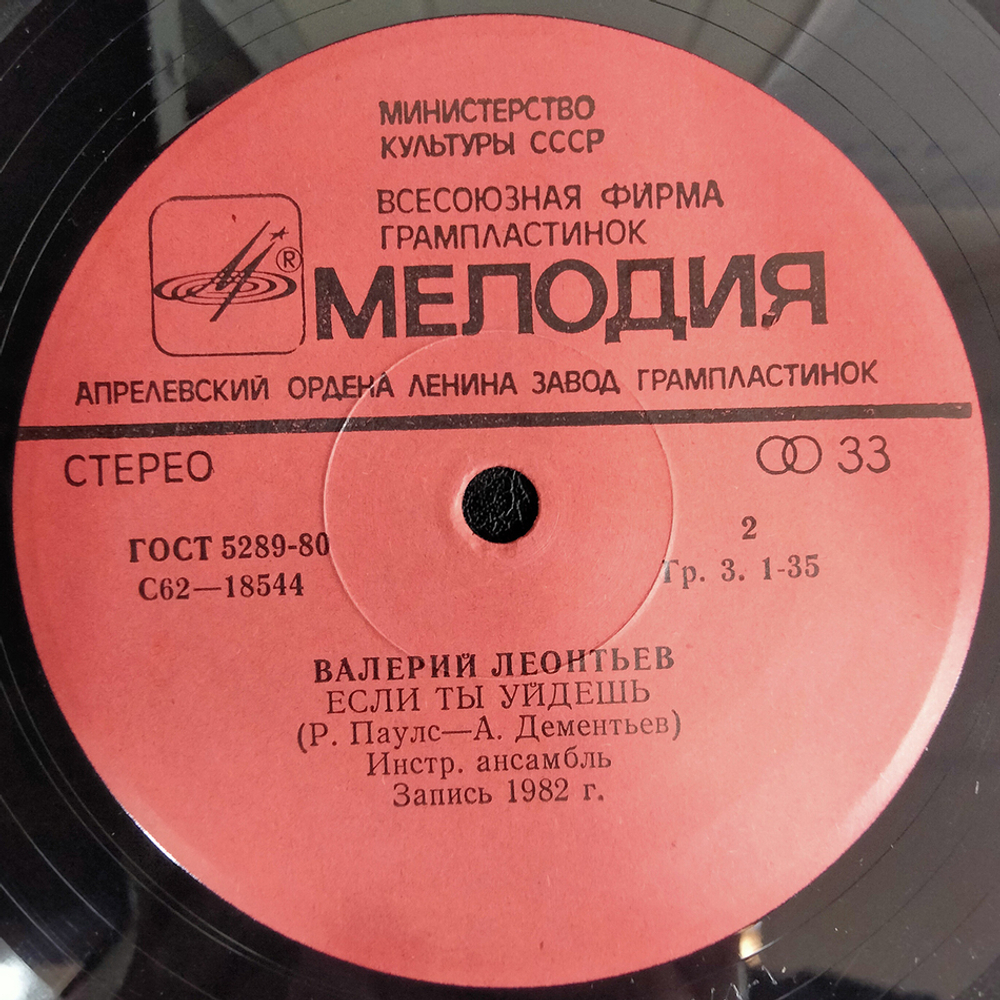 МИНИСТЕРСТВО
КУЛЬТУРЫ СССР
ВСЕСОЮЗНАЯ ФИРМА
ГРАМПЛАСТИНОК
®
МЕЛОДИЯ
АПРЕЛЕВСКИЙ ОРДЕНА ЛЕНИНА ЗАВОД ГРАМПЛАСТИНОК
СТЕРЕО
33
ГОСТ 5289-80
С62—18544
2
Гр. 3. 1-35
ВАЛЕРИЙ ЛЕОНТЬЕВ
ЕСЛИ ТЫ УЙДЕШЬ
(Р. Паулс—А. Дементьев)
Инстр. ансамбль
Запись 1982 г.